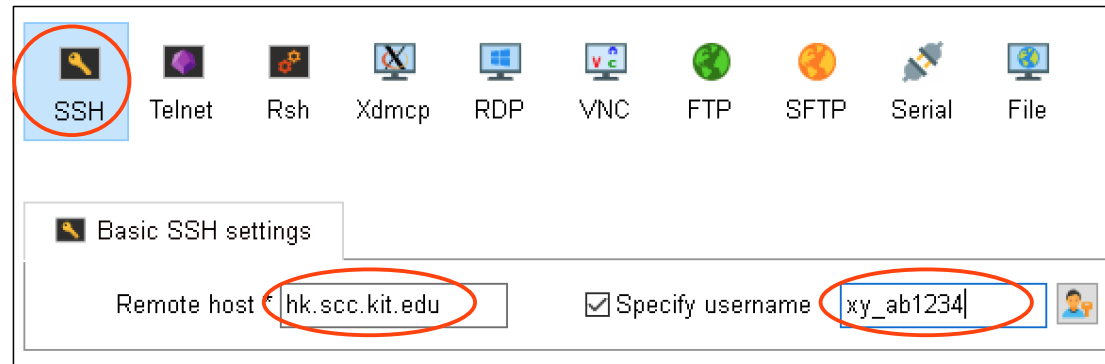 SSH Telnet Rsh Xdmcp RDP VNC FTP SFTP Serial File
Basic SSH settings
Remote host * hk.scc.kit.edu Specify username xy_ab1234